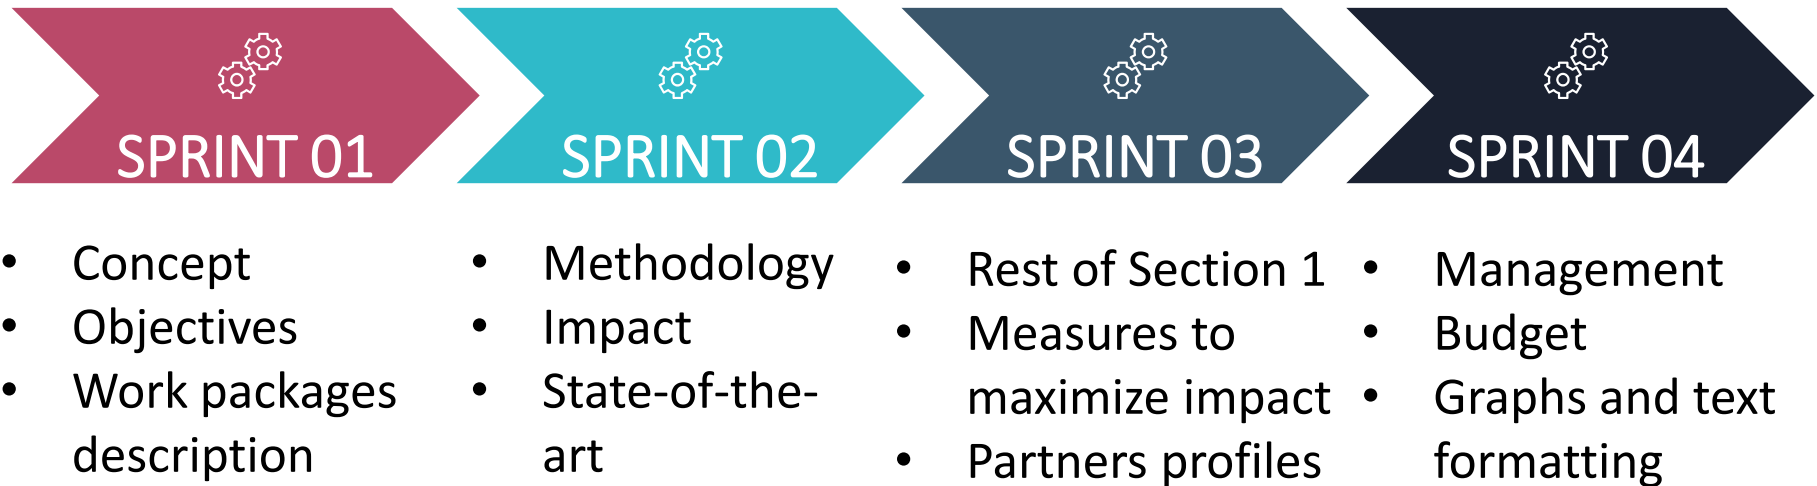 SPRINT 01
SPRINT 02
SPRINT 03
SPRINT 04
• Concept
• Objectives
• Work packages
description
• Methodology
• Impact
• State-of-the-
art
• Rest of Section 1
• Measures to
maximize impact
• Partners profiles
• Management
• Budget
• Graphs and text
formatting